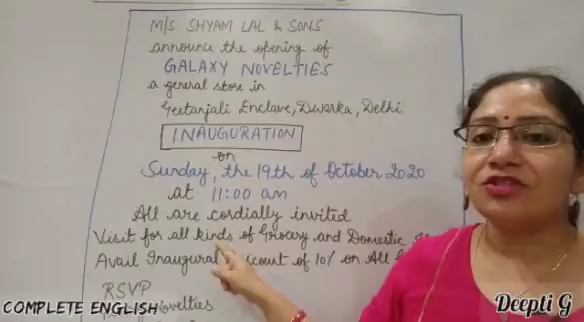 M/S SHYAM LAL & SONS
announce the opening of
GALAXY NOVELTIES
a general store in
Geetanjali Enclave, Dwarka, Delhi
INAUGURATION
on
Sunday, the 19th of October 2020
at 11:00 am
All are cordially invited
Visit for all kinds of Grocery and Domestic
Avail Inaugural of 10% on All
RSVP
Novelties
COMPLETE ENGLISH
Deepti G